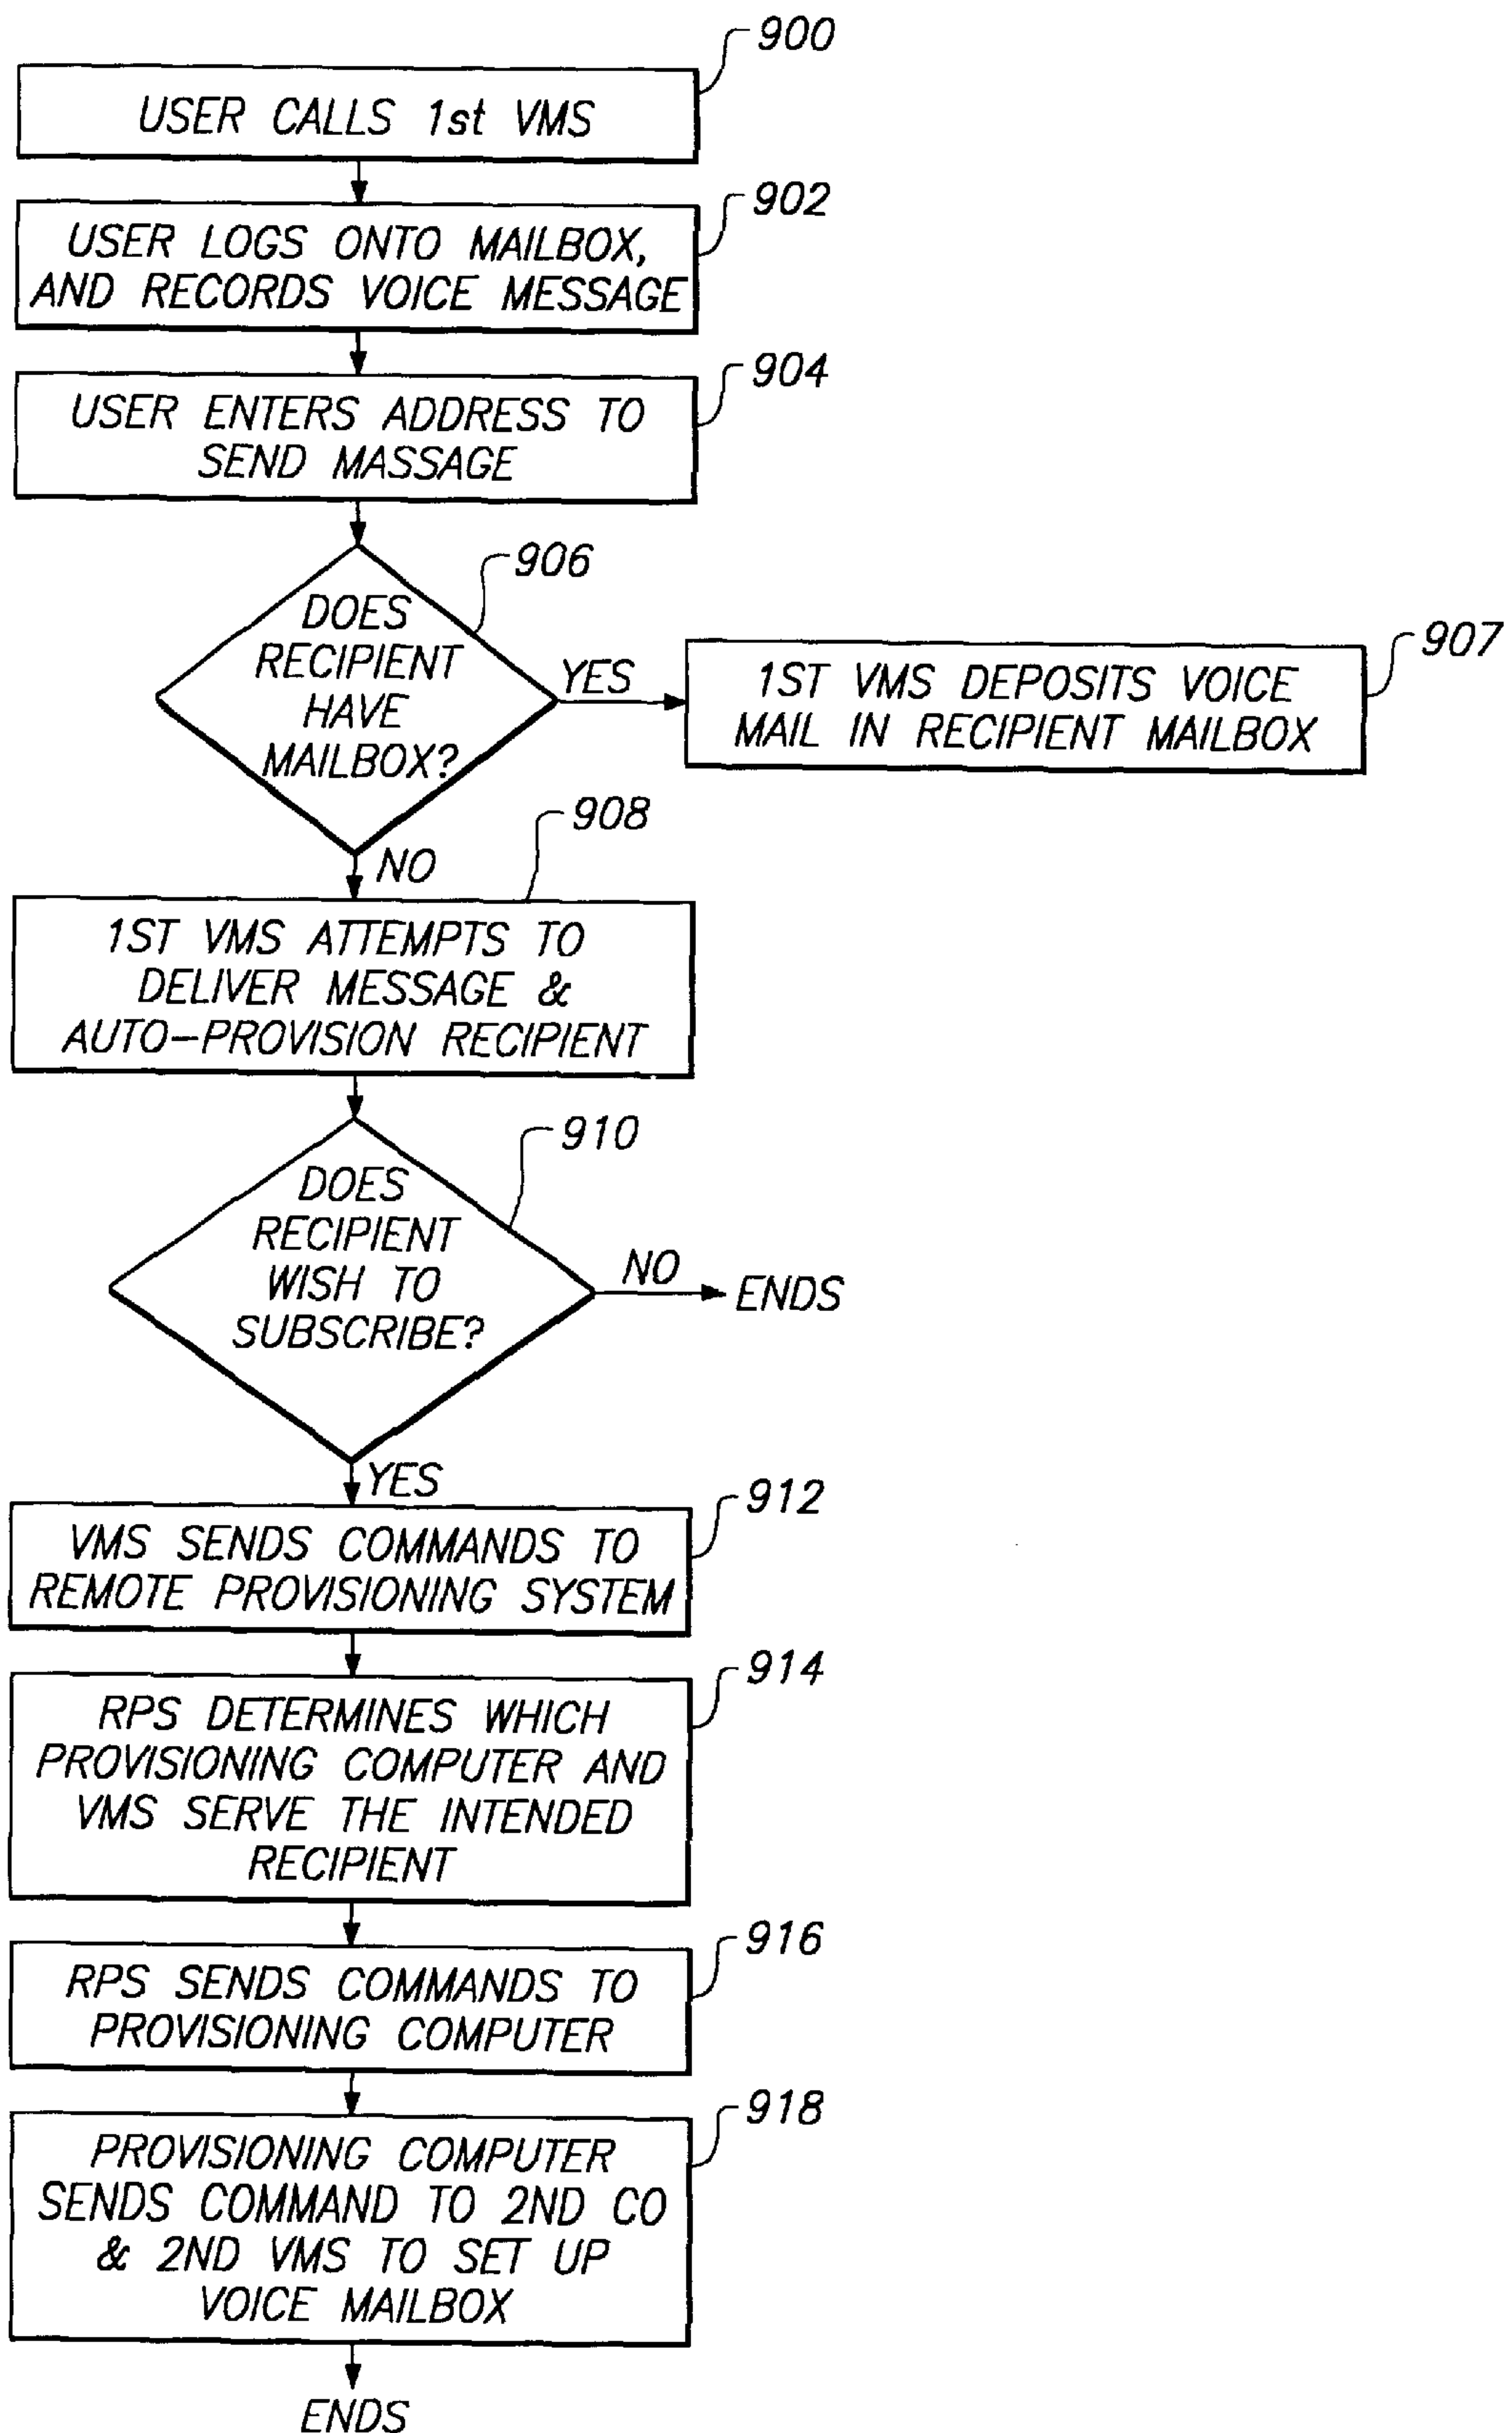 900
USER CALLS 1st VMS
902
USER LOGS ONTO MAILBOX,
AND RECORDS VOICE MESSAGE
904
USER ENTERS ADDRESS TO
SEND MASSAGE
906
DOES
RECIPIENT
HAVE
MAILBOX?
YES
907
1ST VMS DEPOSITS VOICE
MAIL IN RECIPIENT MAILBOX
NO
908
1ST VMS ATTEMPTS TO
DELIVER MESSAGE &
AUTO-PROVISION RECIPIENT
910
DOES
RECIPIENT
WISH TO
SUBSCRIBE?
NO
ENDS
YES
912
VMS SENDS COMMANDS TO
REMOTE PROVISIONING SYSTEM
914
RPS DETERMINES WHICH
PROVISIONING COMPUTER AND
VMS SERVE THE INTENDED
RECIPIENT
916
RPS SENDS COMMANDS TO
PROVISIONING COMPUTER
918
PROVISIONING COMPUTER
SENDS COMMAND TO 2ND CO
& 2ND VMS TO SET UP
VOICE MAILBOX
ENDS